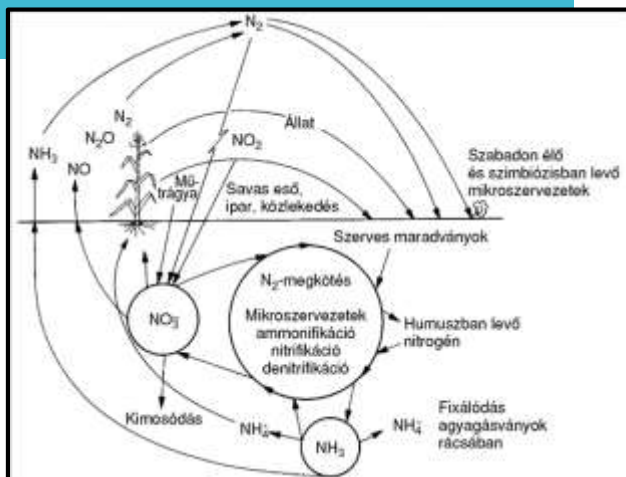 N₂
N₂
N₂O
NH₃
NO
Állat
NO₂
Mű-
trágya
Savas eső,
ipar, közlekedés
Szabadon élő
és szimbiózisban levő
mikroszervezetek
Szerves maradványok
N₂-megkötés
Mikroszervezetek
ammonifikáció
nitrifikáció
denitrifikáció
NO₃⁻
Humuszban levő
nitrogén
Kimosódás
NH₄⁺
NH₃
NH₄⁺
Fixálódás
agyagásványok
rácsában